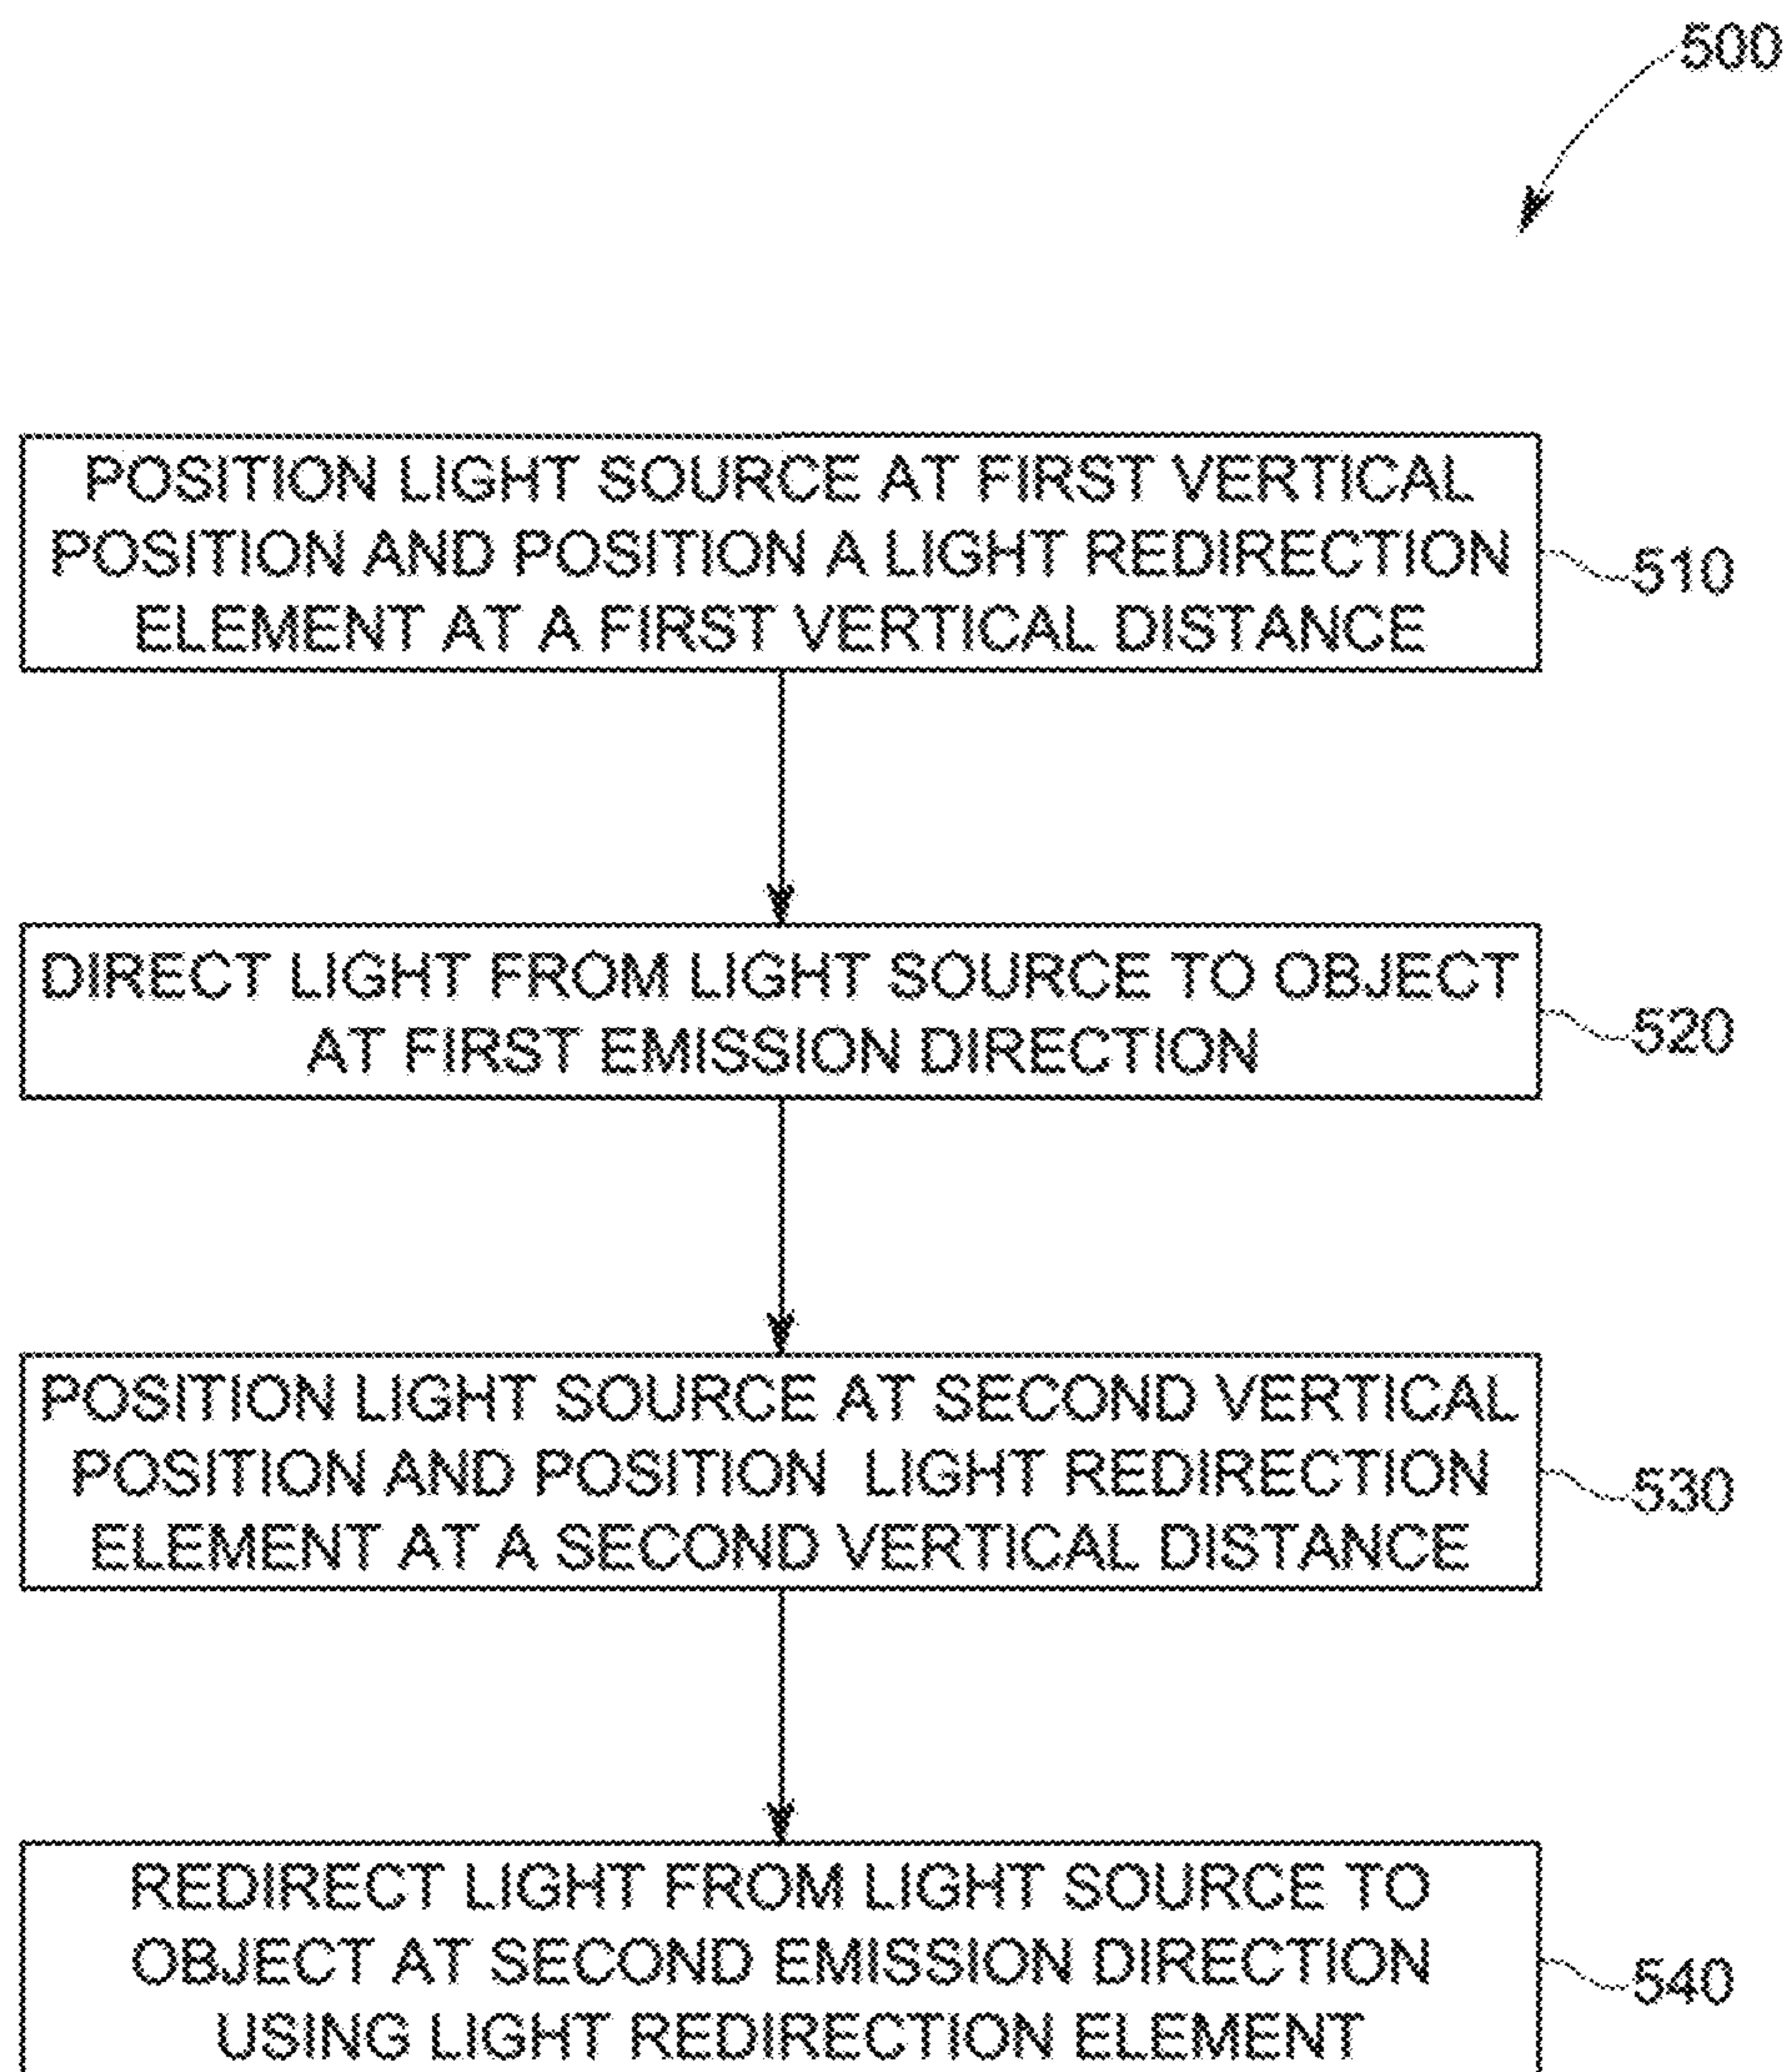 500
POSITION LIGHT SOURCE AT FIRST VERTICAL
POSITION AND POSITION A LIGHT REDIRECTION
ELEMENT AT A FIRST VERTICAL DISTANCE
510
DIRECT LIGHT FROM LIGHT SOURCE TO OBJECT
AT FIRST EMISSION DIRECTION
520
POSITION LIGHT SOURCE AT SECOND VERTICAL
POSITION AND POSITION LIGHT REDIRECTION
ELEMENT AT A SECOND VERTICAL DISTANCE
530
REDIRECT LIGHT FROM LIGHT SOURCE TO
OBJECT AT SECOND EMISSION DIRECTION
USING LIGHT REDIRECTION ELEMENT
540